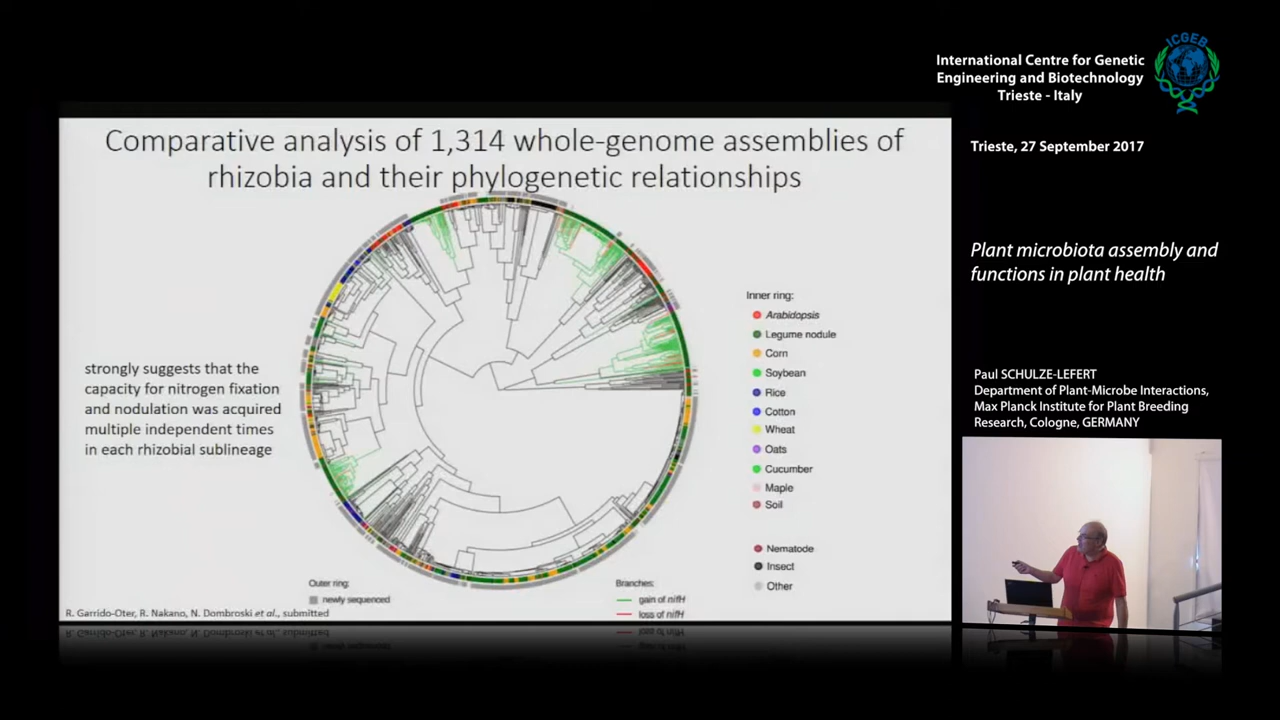 ICGEB
International Centre for Genetic
Engineering and Biotechnology
Trieste - Italy
Trieste, 27 September 2017
Plant microbiota assembly and
functions in plant health
Paul SCHULZE-LEFERT
Department of Plant-Microbe Interactions,
Max Planck Institute for Plant Breeding
Research, Cologne, GERMANY
Comparative analysis of 1,314 whole-genome assemblies of
rhizobia and their phylogenetic relationships
strongly suggests that the
capacity for nitrogen fixation
and nodulation was acquired
multiple independent times
in each rhizobial sublineage
Inner ring:
Arabidopsis
Legume nodule
Corn
Soybean
Rice
Cotton
Wheat
Oats
Cucumber
Maple
Soil
Nematode
Insect
Other
Outer ring:
newly sequenced
Branches:
gain of nifH
loss of nifH
R. Garrido-Oter, R. Nakano, N. Dombroski et al., submitted